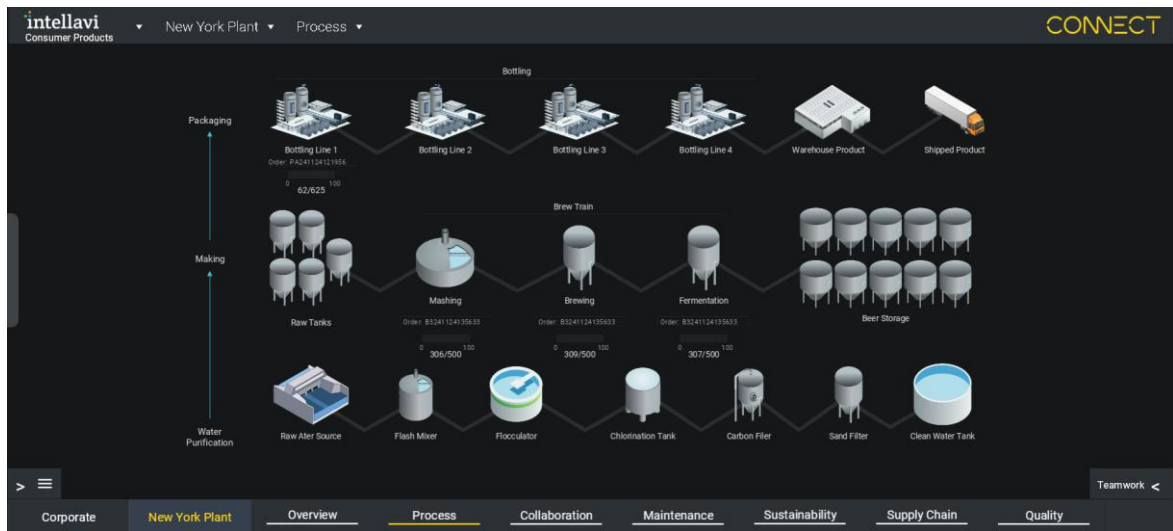 intellavi
Consumer Products
New York Plant
Process
CONNECT
Bottling
Packaging
Bottling Line 1
Bottling Line 2
Bottling Line 3
Bottling Line 4
Warehouse Product
Shipped Product
Order: PA241124121956
0 100
62/625
Brew Train
Making
Raw Tanks
Mashing
Brewing
Fermentation
Beer Storage
Order: B3241124135633
Order: B3241124135633
Order: B3241124135633
0 100
0 100
0 100
306/500
309/500
307/500
Water
Purification
Raw Ater Source
Flash Mixer
Flocculator
Chlorination Tank
Carbon Filer
Sand Filter
Clean Water Tank
>
Teamwork <
Corporate
New York Plant
Overview
Process
Collaboration
Maintenance
Sustainability
Supply Chain
Quality